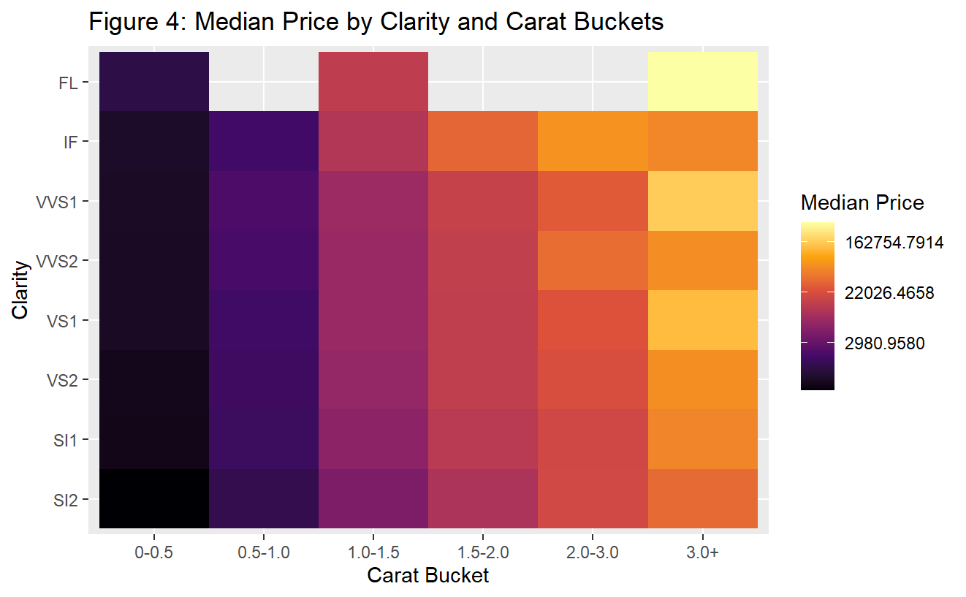 Figure 4: Median Price by Clarity and Carat Buckets
FL
IF
VVS1
VVS2
VS1
VS2
SI1
SI2
Clarity
0-0.5 0.5-1.0 1.0-1.5 1.5-2.0 2.0-3.0 3.0+
Carat Bucket
Median Price
162754.7914
22026.4658
2980.9580